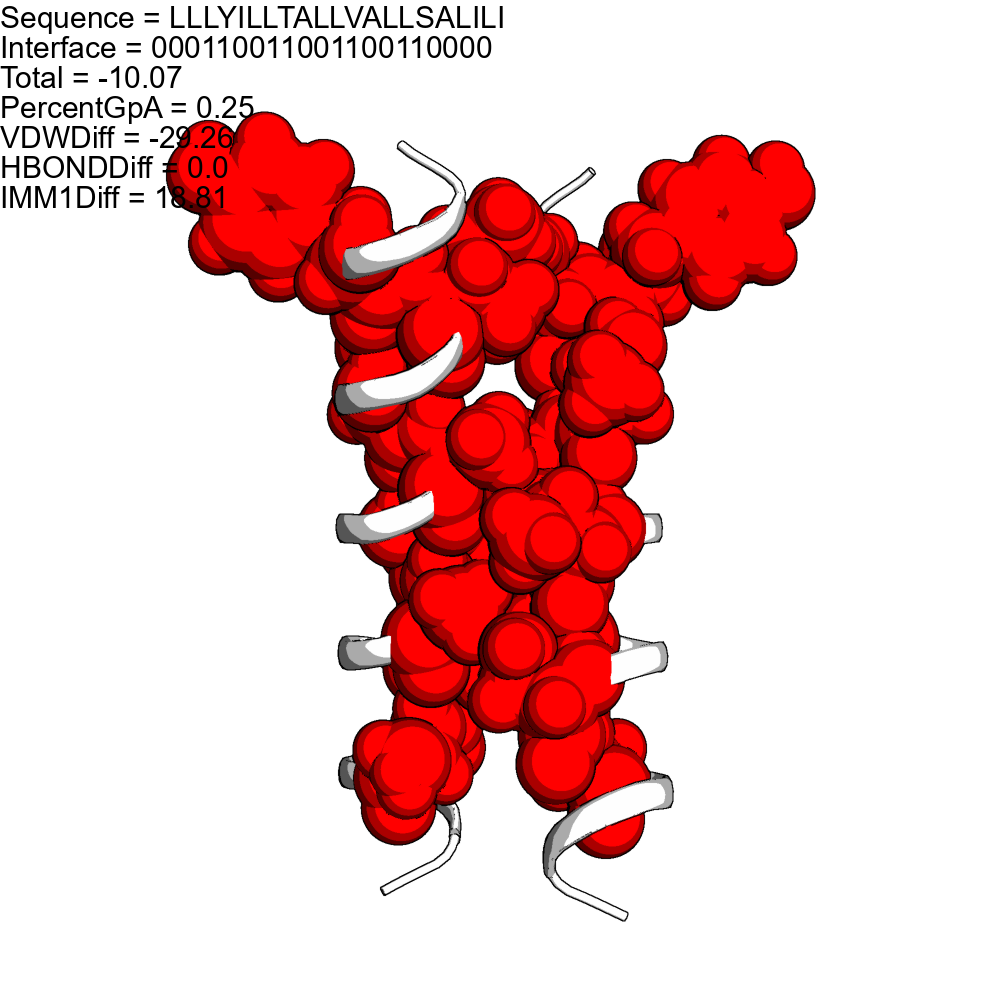 Sequence = LLLYILLTALLVALLSALILI
Interface = 000110011001100110000
Total = -10.07
PercentGpA = 0.25
VDWDiff = -29.26
HBONDDiff = 0.0
IMM1Diff = 18.81